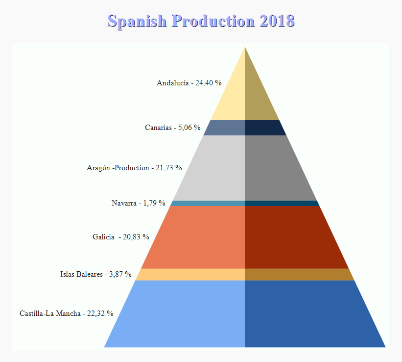 Spanish Production 2018
Andalucía - 24,40 %
Canarias - 5,06 %
Aragón -Production - 21,73 %
Navarra - 1,79 %
Galicia  - 20,83 %
Islas Baleares - 3,87 %
Castilla-La Mancha - 22,32 %